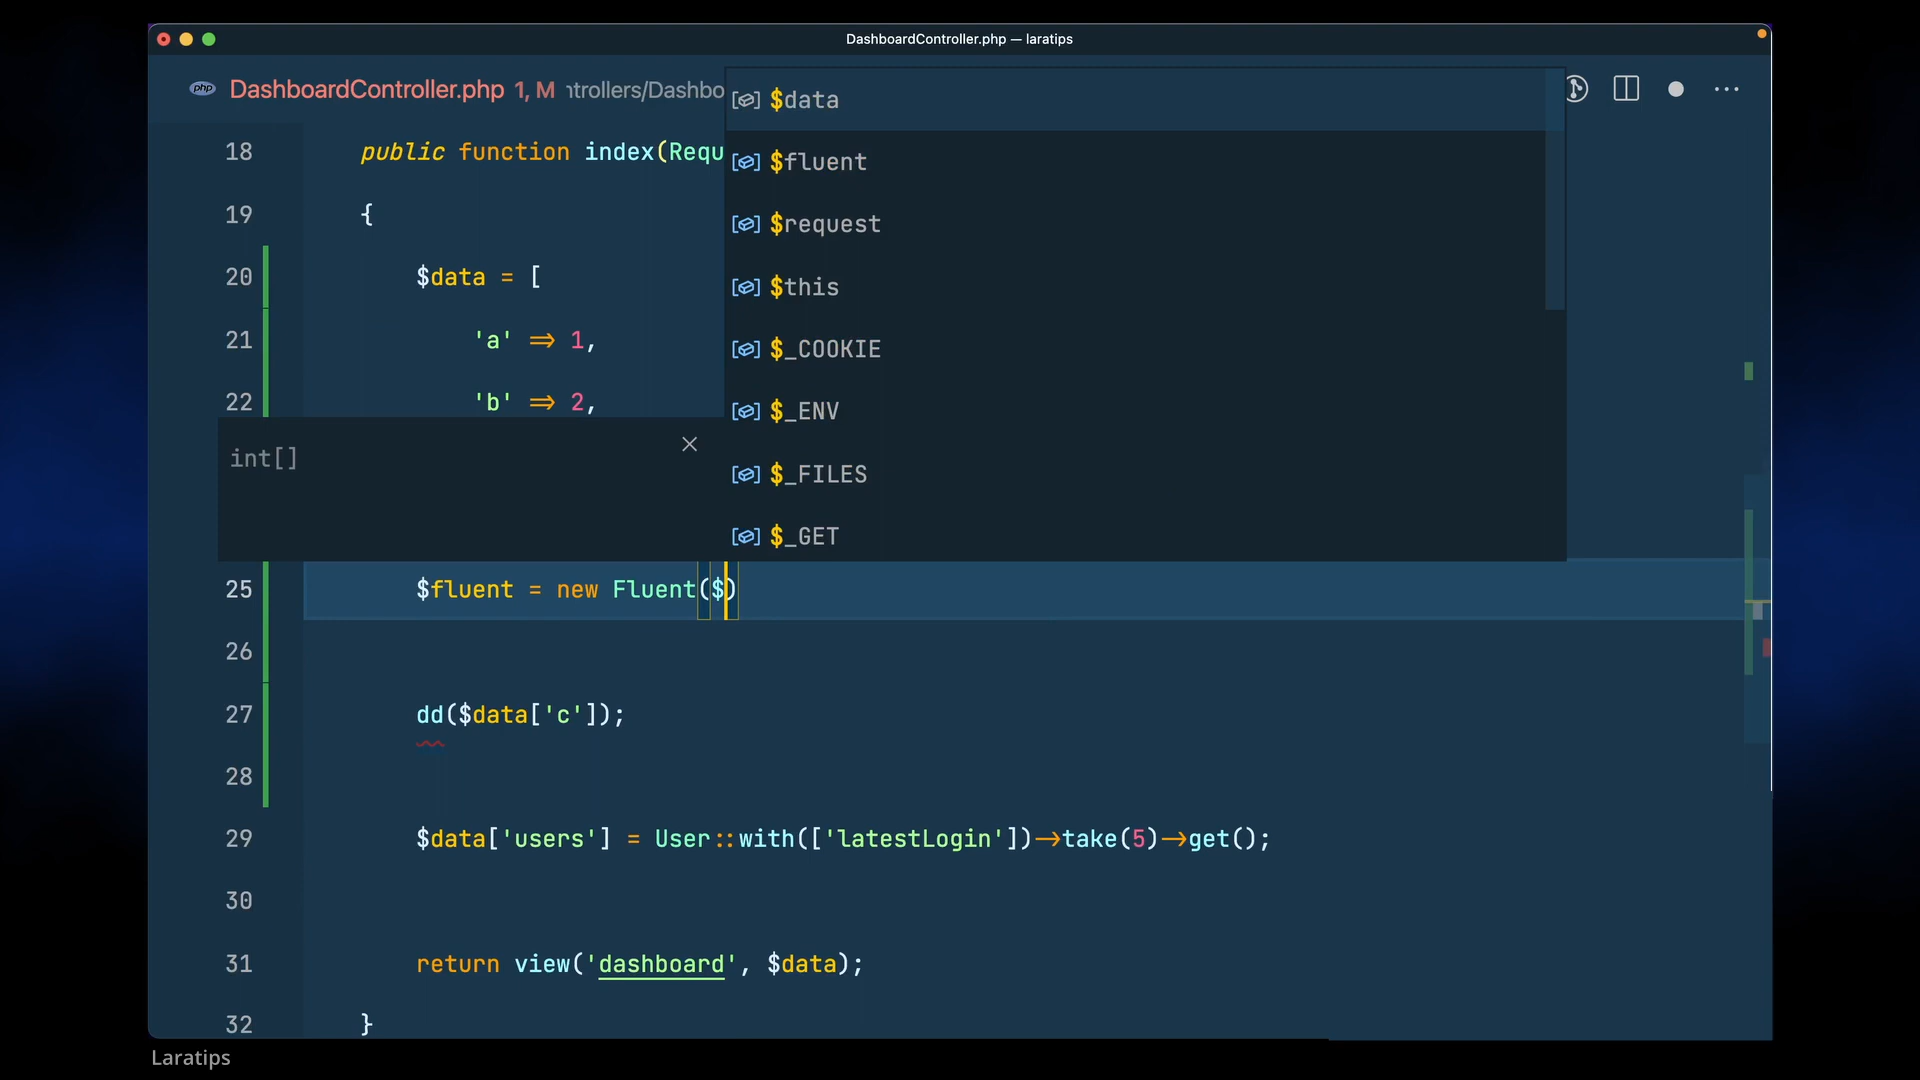 DashboardController.php — laratips
php DashboardController.php 1, M ntrollers/Dashbo
18 public function index(Requ
19 {
20 $data = [
21 'a' => 1,
22 'b' => 2,
$data
$fluent
$request
$this
$_COOKIE
$_ENV
$_FILES
$_GET
int[]
25 $fluent = new Fluent($)
26
27 dd($data['c']);
28
29 $data['users'] = User::with(['latestLogin'])->take(5)->get();
30
31 return view('dashboard', $data);
32 }
Laratips